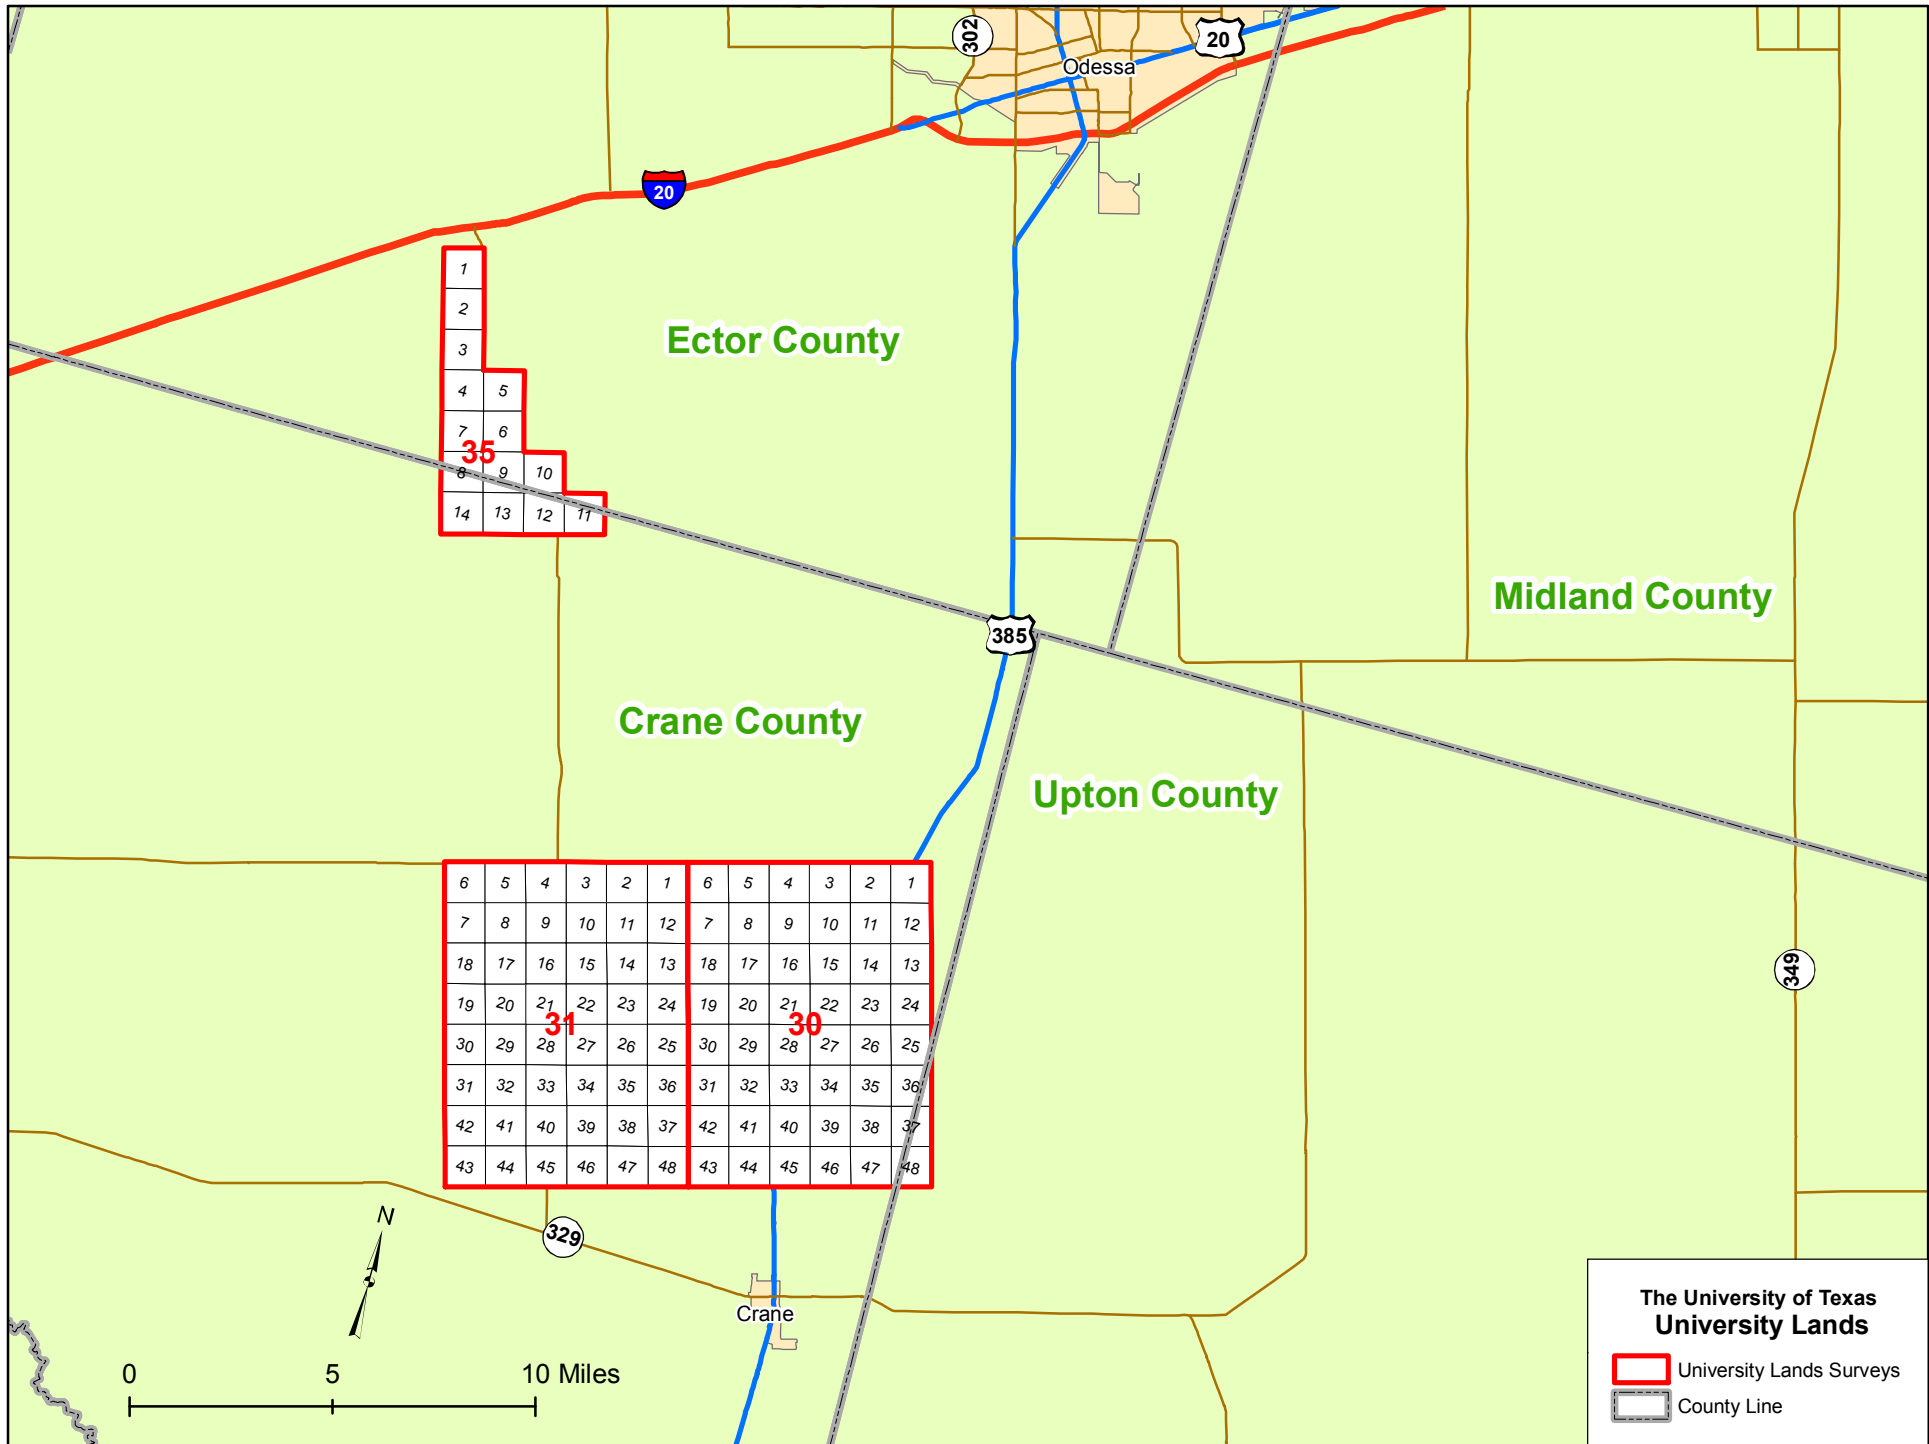 302
20
Odessa
20
1
2
3
Ector County
4 5
7 6
35
8 9 10
14 13 12 11
Midland County
385
Crane County
Upton County
6 5 4 3 2 1 6 5 4 3 2 1
7 8 9 10 11 12 7 8 9 10 11 12
18 17 16 15 14 13 18 17 16 15 14 13
349
19 20 21 22 23 24 19 20 21 22 23 24
31 30
30 29 28 27 26 25 30 29 28 27 26 25
31 32 33 34 35 36 31 32 33 34 35 36
42 41 40 39 38 37 42 41 40 39 38 37
43 44 45 46 47 48 43 44 45 46 47 48
N
329
Crane
0 5 10 Miles
The University of Texas
University Lands
University Lands Surveys
County Line